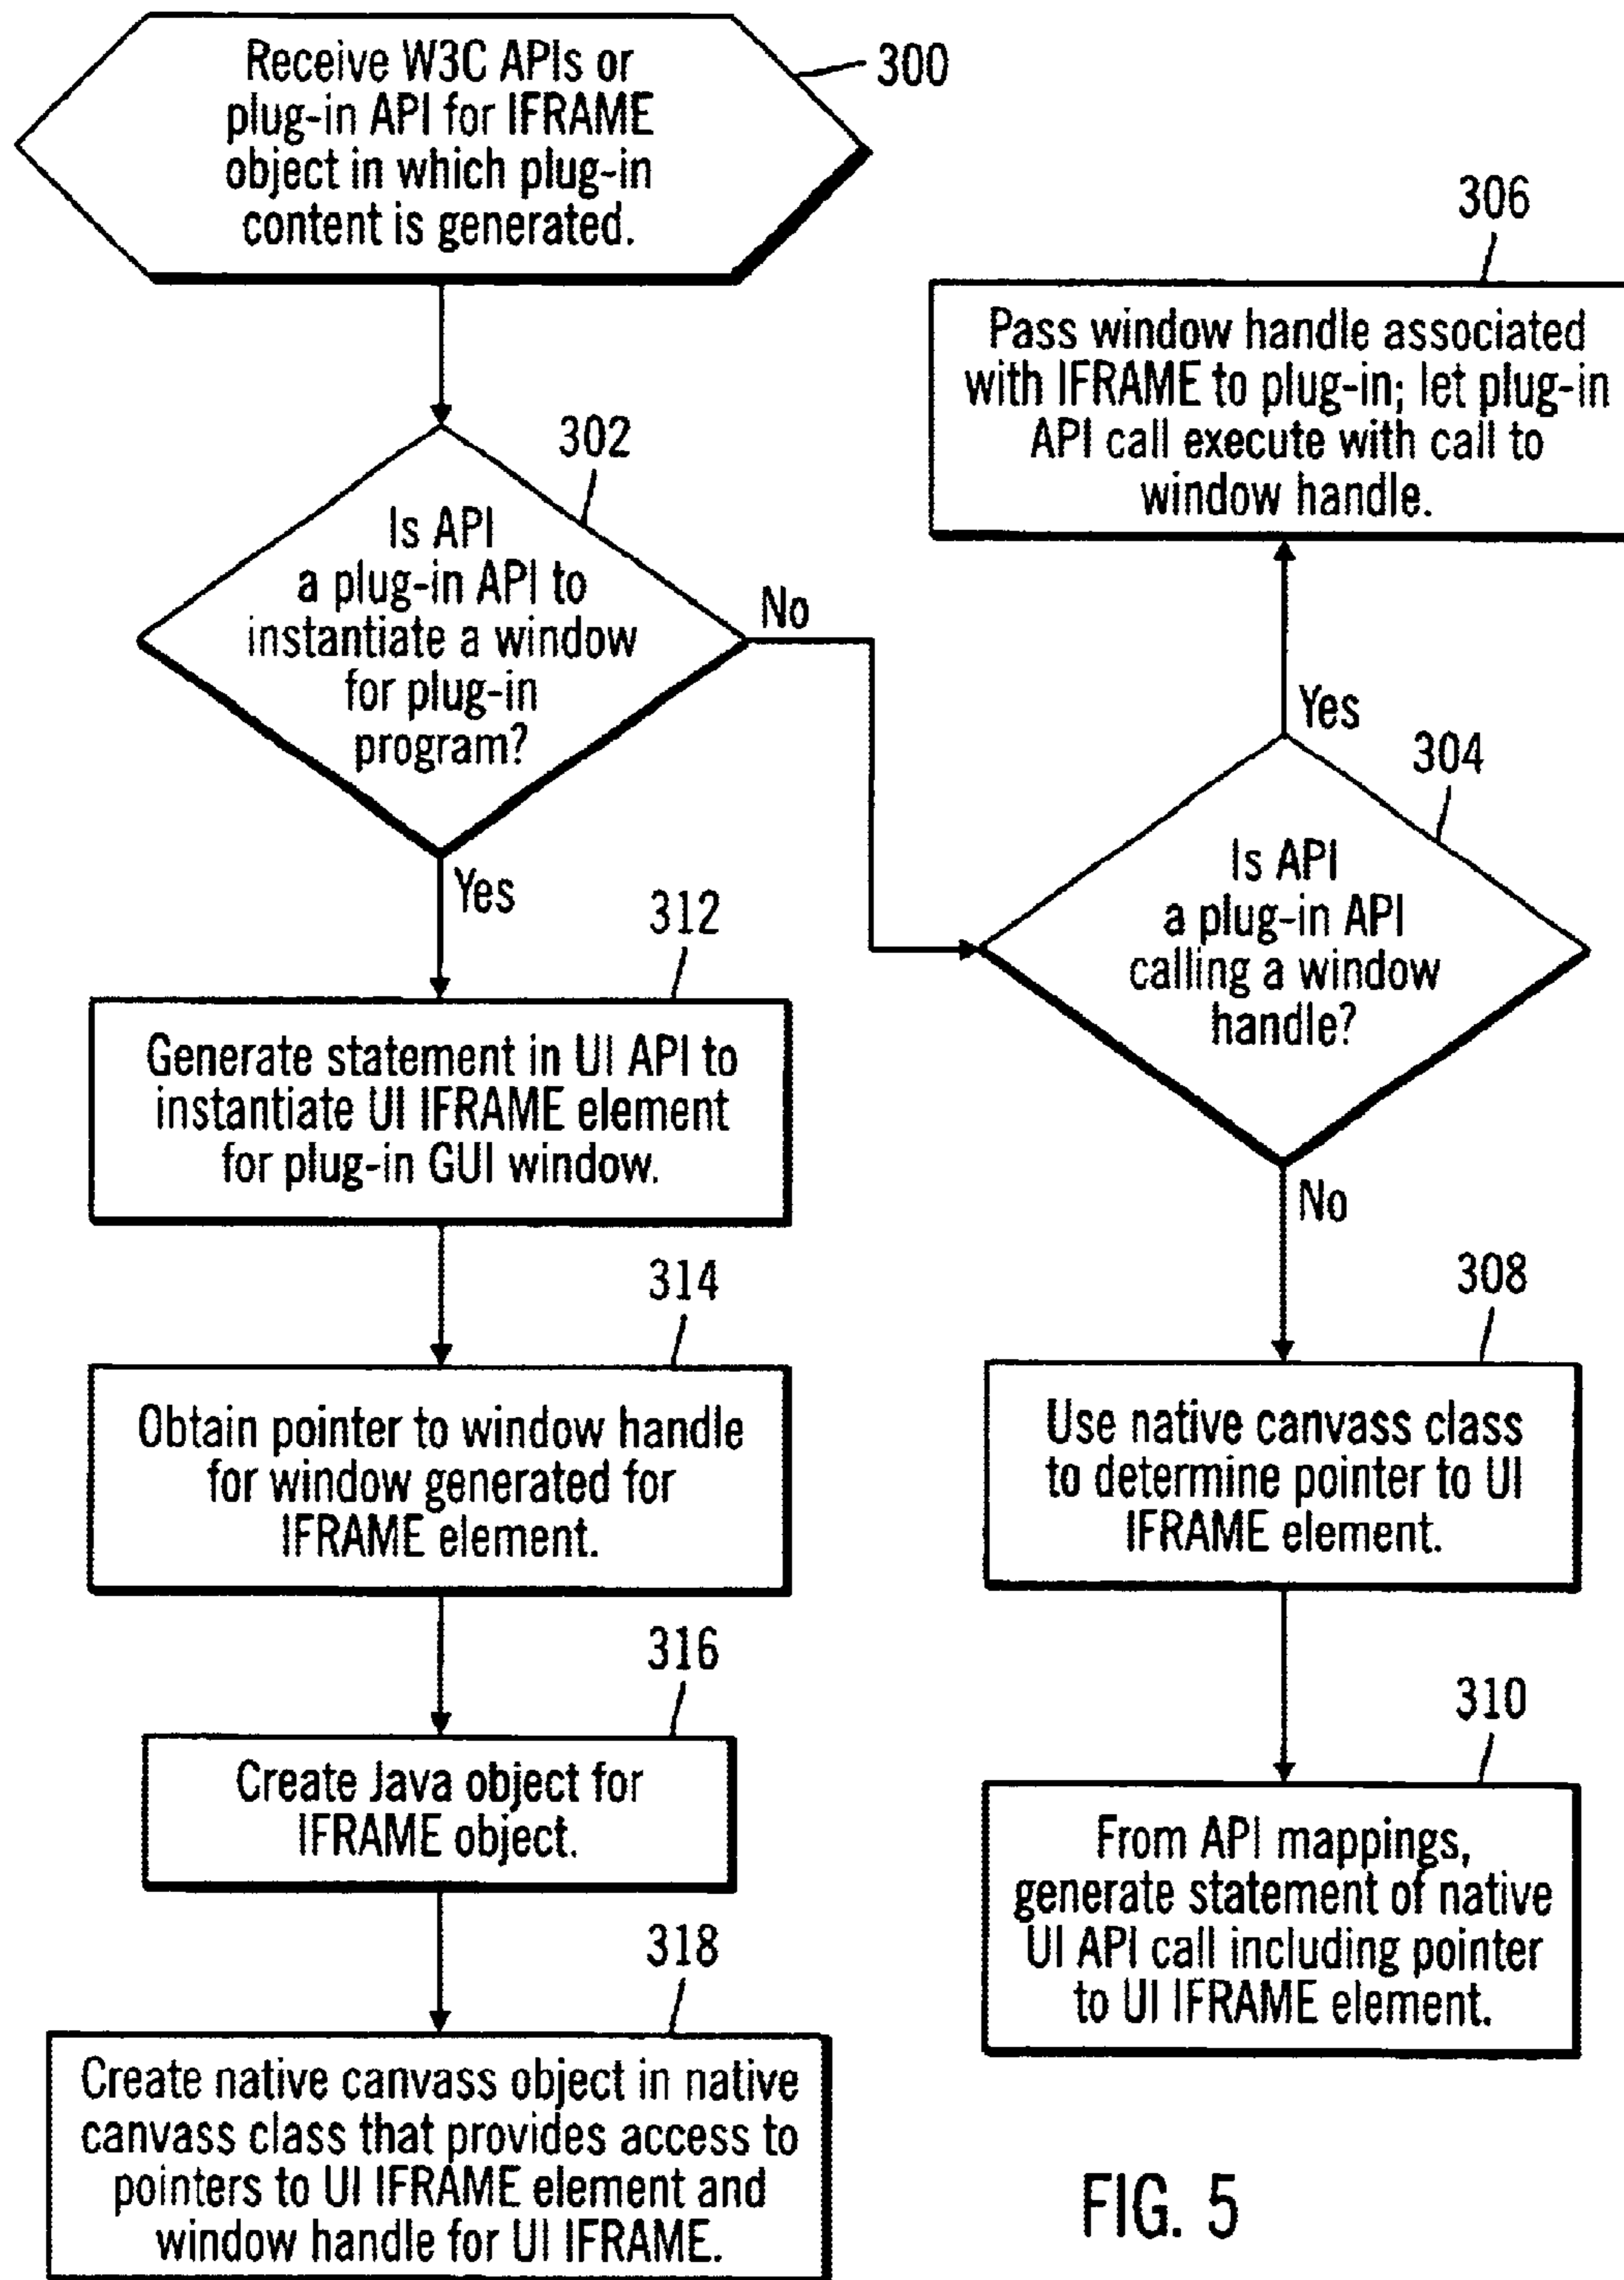 Receive W3C APIs or
plug-in API for IFRAME
object in which plug-in
content is generated.
300
302
Is API
a plug-in API to
instantiate a window
for plug-in
program?
No
Yes
312
Generate statement in UI API to
instantiate UI IFRAME element
for plug-in GUI window.
314
Obtain pointer to window handle
for window generated for
IFRAME element.
316
Create Java object for
IFRAME object.
318
Create native canvass object in native
canvass class that provides access to
pointers to UI IFRAME element and
window handle for UI IFRAME.
306
Pass window handle associated
with IFRAME to plug-in; let plug-in
API call execute with call to
window handle.
Yes
304
Is API
a plug-in API
calling a window
handle?
No
308
Use native canvass class
to determine pointer to UI
IFRAME element.
310
From API mappings,
generate statement of native
UI API call including pointer
to UI IFRAME element.
FIG. 5